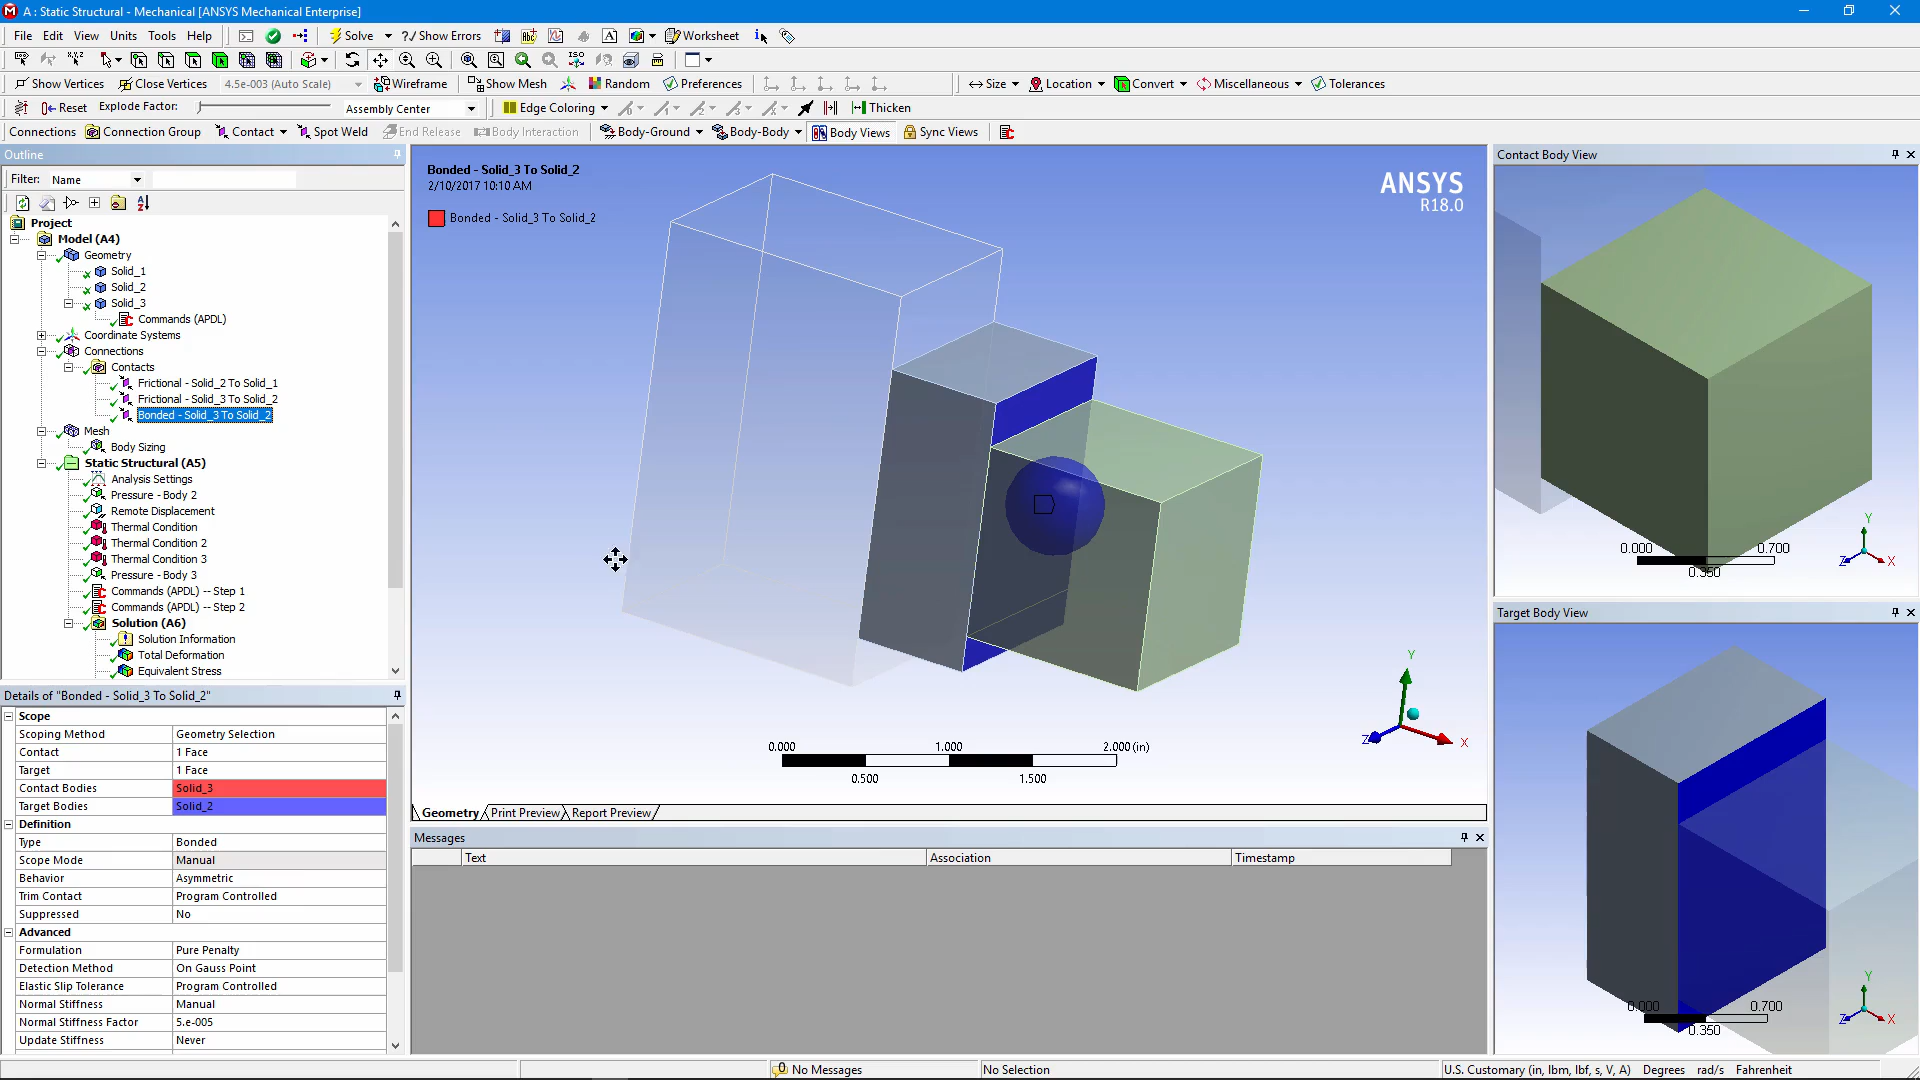 A : Static Structural - Mechanical [ANSYS Mechanical Enterprise]
File Edit View Units Tools Help Solve ?/ Show Errors Worksheet
Show Vertices Close Vertices 4.5e-003 (Auto Scale) Wireframe Show Mesh Random Preferences Size Location Convert Miscellaneous Tolerances
Reset Explode Factor: Assembly Center Edge Coloring Thicken
Connections Connection Group Contact Spot Weld End Release Body Interaction Body-Ground Body-Body Body Views Sync Views
Outline
Filter: Name
Project
Model (A4)
Geometry
Solid_1
Solid_2
Solid_3
Commands (APDL)
Coordinate Systems
Connections
Contacts
Frictional - Solid_2 To Solid_1
Frictional - Solid_3 To Solid_2
Bonded - Solid_3 To Solid_2
Mesh
Body Sizing
Static Structural (A5)
Analysis Settings
Pressure - Body 2
Remote Displacement
Thermal Condition
Thermal Condition 2
Thermal Condition 3
Pressure - Body 3
Commands (APDL) -- Step 1
Commands (APDL) -- Step 2
Solution (A6)
Solution Information
Total Deformation
Equivalent Stress
Details of "Bonded - Solid_3 To Solid_2"
Scope
Scoping Method Geometry Selection
Contact 1 Face
Target 1 Face
Contact Bodies Solid_3
Target Bodies Solid_2
Definition
Type Bonded
Scope Mode Manual
Behavior Asymmetric
Trim Contact Program Controlled
Suppressed No
Advanced
Formulation Pure Penalty
Detection Method On Gauss Point
Elastic Slip Tolerance Program Controlled
Normal Stiffness Manual
Normal Stiffness Factor 5.e-005
Update Stiffness Never
Bonded - Solid_3 To Solid_2
2/10/2017 10:10 AM
Bonded - Solid_3 To Solid_2
ANSYS
R18.0
0.000 1.000 2.000 (in)
0.500 1.500
Y
Z X
Geometry Print Preview Report Preview
Messages
Text Association Timestamp
Contact Body View
0.000 0.700
0.350
Y
Z X
Target Body View
0.000 0.700
0.350
Y
Z X
No Messages No Selection U.S. Customary (in, lbm, lbf, s, V, A) Degrees rad/s Fahrenheit